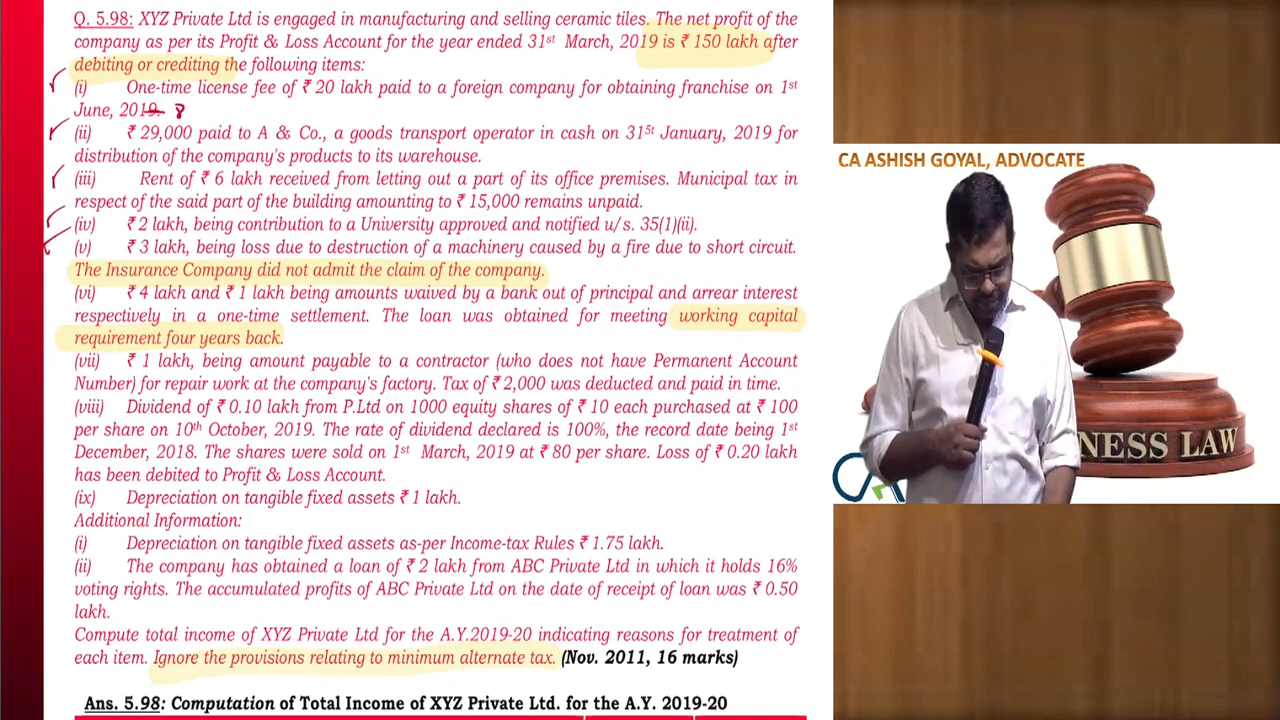 Q. 5.98: XYZ Private Ltd is engaged in manufacturing and selling ceramic tiles. The net profit of the
company as per its Profit & Loss Account for the year ended 31st March, 2019 is ₹ 150 lakh after
debiting or crediting the following items:
(i) One-time license fee of ₹ 20 lakh paid to a foreign company for obtaining franchise on 1st
June, 2019. 8
(ii) ₹ 29,000 paid to A & Co., a goods transport operator in cash on 31st January, 2019 for
distribution of the company's products to its warehouse.
(iii) Rent of ₹ 6 lakh received from letting out a part of its office premises. Municipal tax in
respect of the said part of the building amounting to ₹ 15,000 remains unpaid.
(iv) ₹ 2 lakh, being contribution to a University approved and notified u/s. 35(1)(ii).
(v) ₹ 3 lakh, being loss due to destruction of a machinery caused by a fire due to short circuit.
The Insurance Company did not admit the claim of the company.
(vi) ₹ 4 lakh and ₹ 1 lakh being amounts waived by a bank out of principal and arrear interest
respectively in a one-time settlement. The loan was obtained for meeting working capital
requirement four years back.
(vii) ₹ 1 lakh, being amount payable to a contractor (who does not have Permanent Account
Number) for repair work at the company's factory. Tax of ₹ 2,000 was deducted and paid in time.
(viii) Dividend of ₹ 0.10 lakh from P.Ltd on 1000 equity shares of ₹ 10 each purchased at ₹ 100
per share on 10th October, 2019. The rate of dividend declared is 100%, the record date being 1st
December, 2018. The shares were sold on 1st March, 2019 at ₹ 80 per share. Loss of ₹ 0.20 lakh
has been debited to Profit & Loss Account.
(ix) Depreciation on tangible fixed assets ₹ 1 lakh.
Additional Information:
(i) Depreciation on tangible fixed assets as-per Income-tax Rules ₹ 1.75 lakh.
(ii) The company has obtained a loan of ₹ 2 lakh from ABC Private Ltd in which it holds 16%
voting rights. The accumulated profits of ABC Private Ltd on the date of receipt of loan was ₹ 0.50
lakh.
Compute total income of XYZ Private Ltd for the A.Y.2019-20 indicating reasons for treatment of
each item. Ignore the provisions relating to minimum alternate tax. (Nov. 2011, 16 marks)
Ans. 5.98: Computation of Total Income of XYZ Private Ltd. for the A.Y. 2019-20
CA ASHISH GOYAL, ADVOCATE
NESS LAW